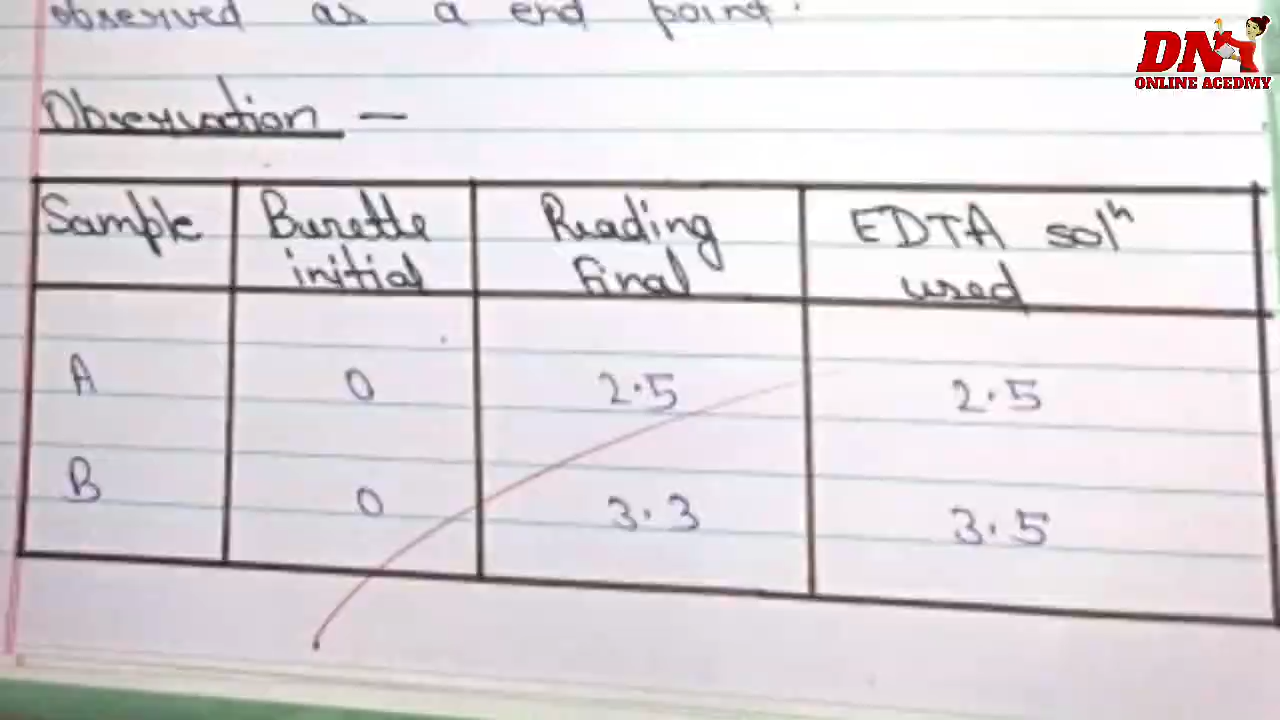 observed as a end point.
DNA
ONLINE ACEDMY
Observation —
Sample Burette initial Reading final EDTA solⁿ used
A 0 2.5 2.5
B 0 3.3 3.5